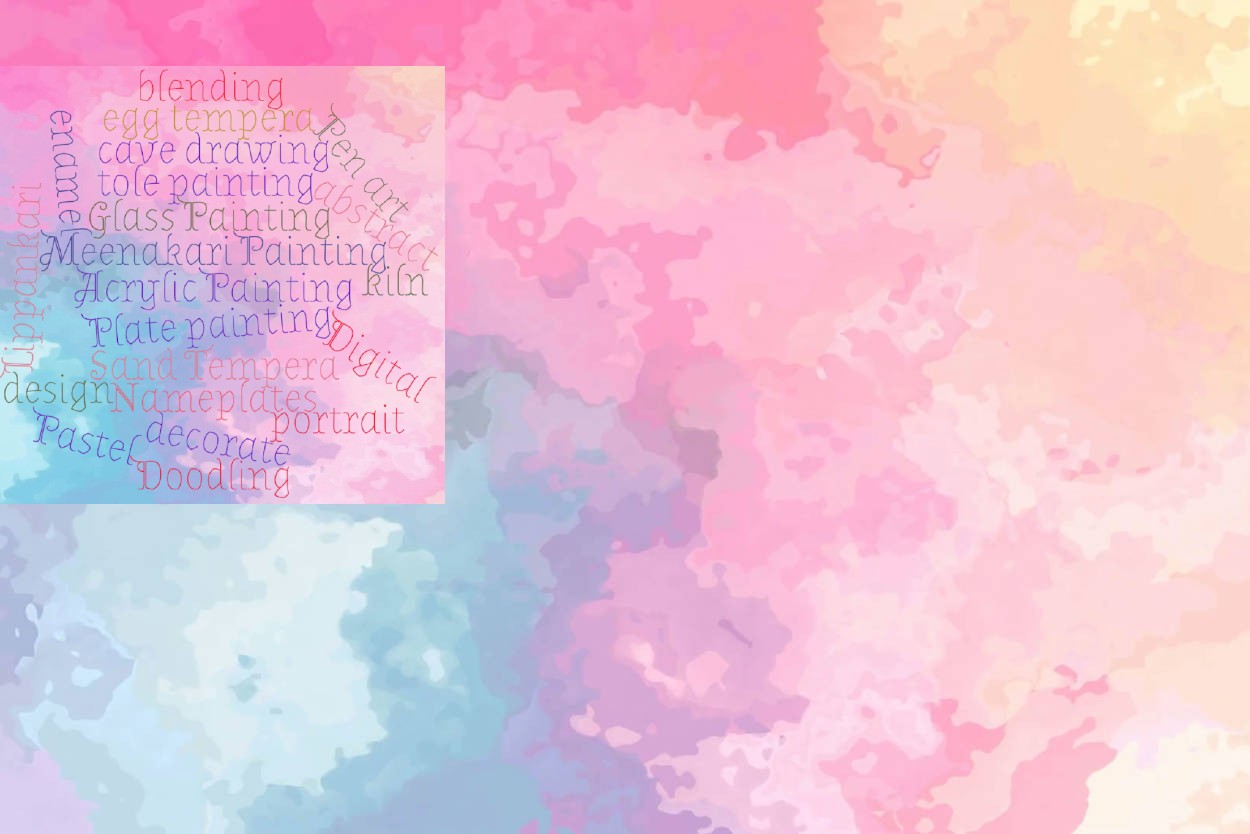 blending
egg tempera
Pen art
ename
cave drawing
tole painting
abstract
Lippankari
Glass Painting
Meenakari Painting
kiln
Acrylic Painting
Plate painting
Digital
Sand Tempera
design
Nameplates
portrait
Pastel
decorate
Doodling